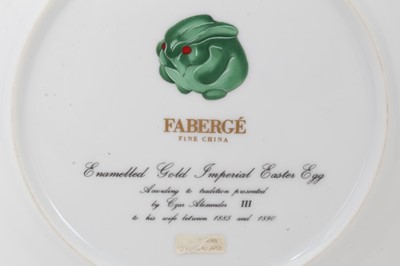 FABERGÉ
FINE CHINA
Enamelled Gold Imperial Easter Egg
According to tradition presented
by Czar Alexander III
to his wife between 1885 and 1890